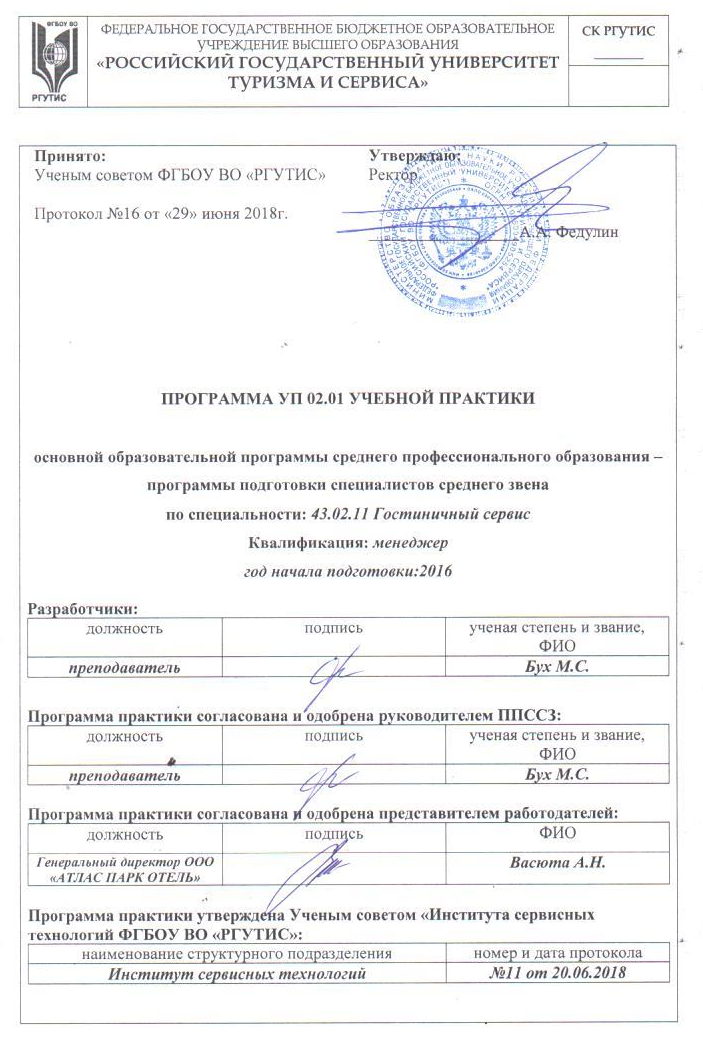 ФГБОУ ВО
РГУТИС
ФЕДЕРАЛЬНОЕ ГОСУДАРСТВЕННОЕ БЮДЖЕТНОЕ ОБРАЗОВАТЕЛЬНОЕ
УЧРЕЖДЕНИЕ ВЫСШЕГО ОБРАЗОВАНИЯ
«РОССИЙСКИЙ ГОСУДАРСТВЕННЫЙ УНИВЕРСИТЕТ
ТУРИЗМА И СЕРВИСА»
СК РГУТИС
Принято:
Ученым советом ФГБОУ ВО «РГУТИС»
Протокол №16 от «29» июня 2018г.
Утверждаю:
Ректор
А.А. Федулин
ПРОГРАММА УП 02.01 УЧЕБНОЙ ПРАКТИКИ
основной образовательной программы среднего профессионального образования –
программы подготовки специалистов среднего звена
по специальности: 43.02.11 Гостиничный сервис
Квалификация: менеджер
год начала подготовки:2016
Разработчики:
должность подпись ученая степень и звание,
ФИО
преподаватель Бух М.С.
Программа практики согласована и одобрена руководителем ППССЗ:
должность подпись ученая степень и звание,
ФИО
преподаватель Бух М.С.
Программа практики согласована и одобрена представителем работодателей:
должность подпись ФИО
Генеральный директор ООО Васюта А.Н.
«АТЛАС ПАРК ОТЕЛЬ»
Программа практики утверждена Ученым советом «Института сервисных
технологий ФГБОУ ВО «РГУТИС»:
наименование структурного подразделения номер и дата протокола
Институт сервисных технологий №11 от 20.06.2018